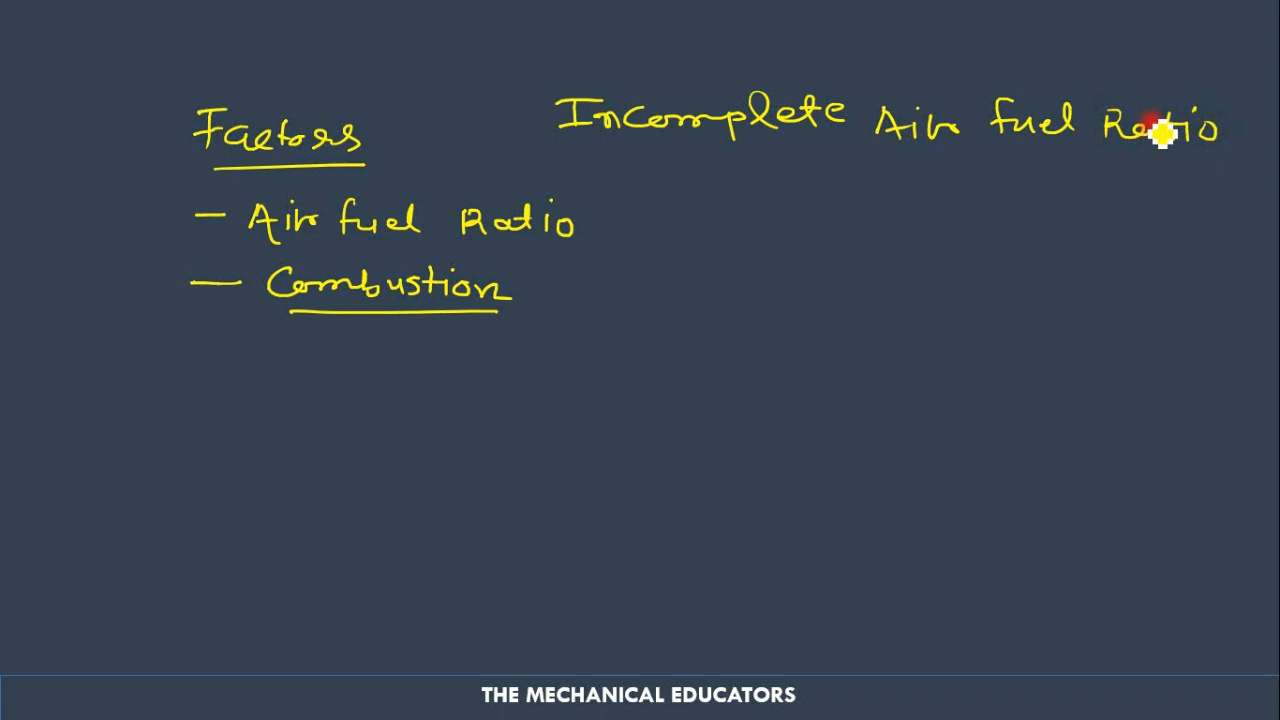 Factors
Incomplete Air fuel Ratio
- Air fuel Ratio
- Combustion
THE MECHANICAL EDUCATORS